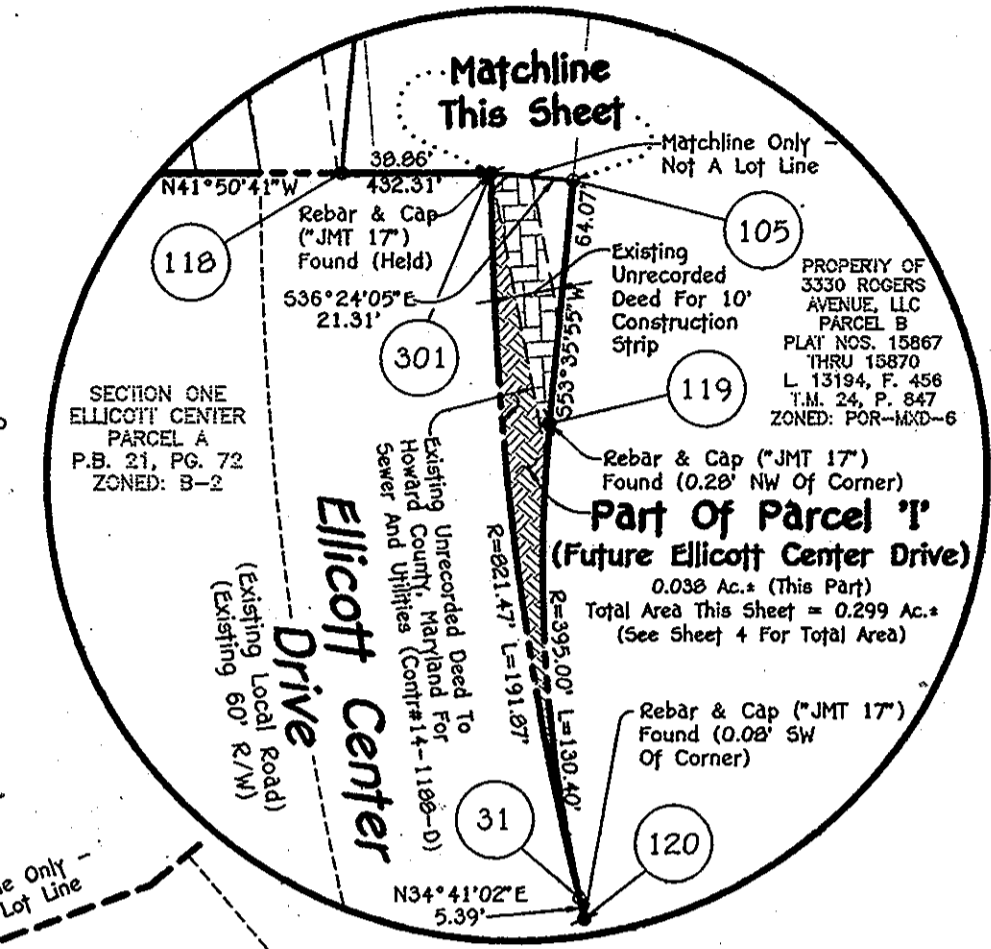 Matchline
This Sheet
Matchline Only -
Not A Lot Line
38.86'
N41°50'41"W
432.31'
Rebar & Cap
("JMT 17")
Found (Held)
118
105
64.07'
S36°24'05"E
21.31'
301
Existing
Unrecorded
Deed For 10'
Construction
Strip
PROPERTY OF
3330 ROGERS
AVENUE, LLC
PARCEL B
PLAT NOS. 15867
THRU 15870
L. 13194, F. 456
T.M. 24, P. 847
ZONED: POR-MXD-6
S53°35'55"W
119
SECTION ONE
ELLICOTT CENTER
PARCEL A
P.B. 21, PG. 72
ZONED: B-2
Rebar & Cap ("JMT 17")
Found (0.28' NW Of Corner)
Part Of Parcel 'I'
(Future Ellicott Center Drive)
0.038 Ac.± (This Part)
Total Area This Sheet = 0.299 Ac.±
(See Sheet 4 For Total Area)
Existing Unrecorded Deed To
Howard County, Maryland For
Sewer And Utilities (Contr#14-1188-D)
R=821.47' L=191.87'
R=395.00' L=130.40'
Ellicott Center
Drive
(Existing Local Road)
(Existing 60' R/W)
Rebar & Cap ("JMT 17")
Found (0.08' SW
Of Corner)
31
120
N34°41'02"E
5.39'
e Only -
Lot Line